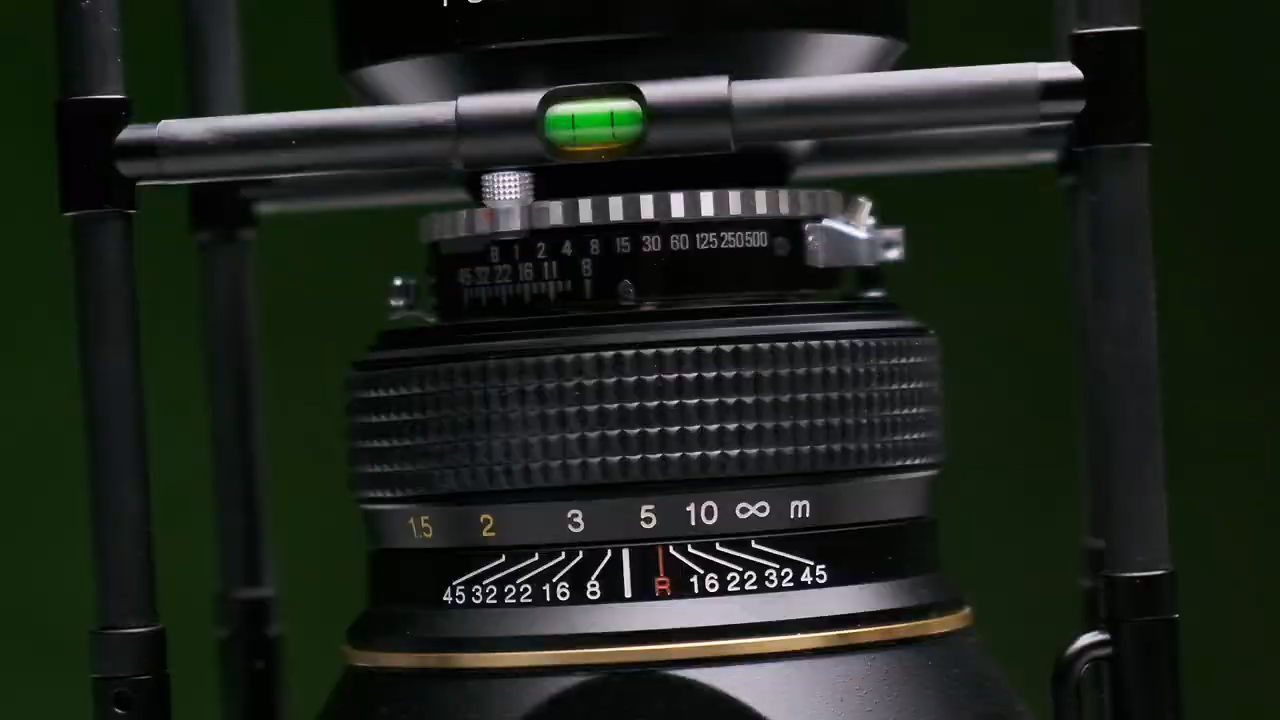 B 1 2 4 8 15 30 60 125 250 500
45 32 22 16 11 8
1.5 2 3 5 10 ∞ m
45 32 22 16 8 R 16 22 32 45